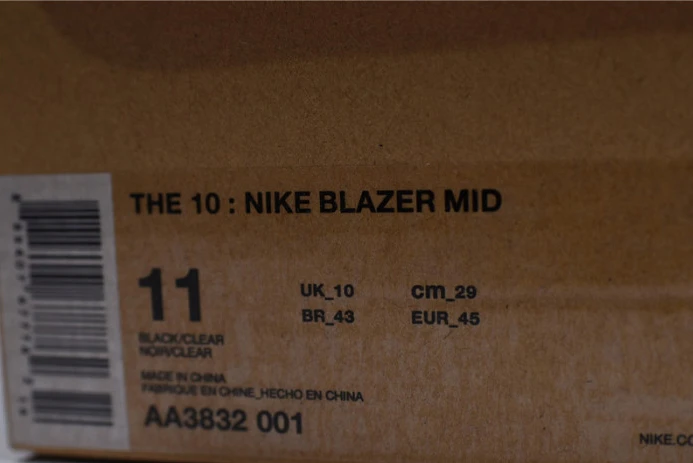 THE 10 : NIKE BLAZER MID
11
UK_10 cm_29
BR_43 EUR_45
BLACK/CLEAR
NOIR/CLEAR
MADE IN CHINA
FABRIQUE EN CHINE_HECHO EN CHINA
AA3832 001
NIKE.CO